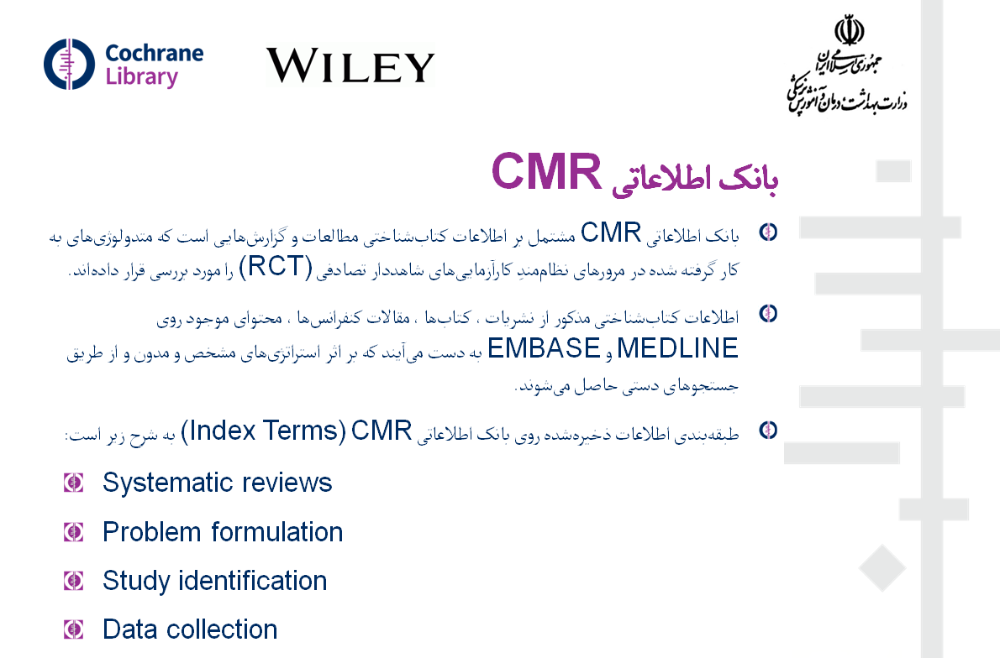 Cochrane
Library
WILEY
جمهوری اسلامی ایران
وزارت بهداشت، درمان و آموزش پزشکی
بانک اطلاعاتی CMR
بانک اطلاعاتی CMR مشتمل بر اطلاعات کتاب‌شناختی مطالعات و گزارش‌هایی است که متدولوژی‌های به
کار گرفته شده در مرورهای نظام‌مندِ کارآزمایی‌های شاهددار تصادفی (RCT) را مورد بررسی قرار داده‌اند.
اطلاعات کتاب‌شناختی مذکور از نشریات ، کتاب‌ها ، مقالات کنفرانس‌ها ، محتوای موجود روی
MEDLINE و EMBASE به دست می‌آیند که بر اثر استراتژی‌های مشخص و مدون و از طریق
جستجوهای دستی حاصل می‌شوند.
طبقه‌بندی اطلاعات ذخیره‌شده روی بانک اطلاعاتی CMR (Index Terms) به شرح زیر است:
Systematic reviews
Problem formulation
Study identification
Data collection